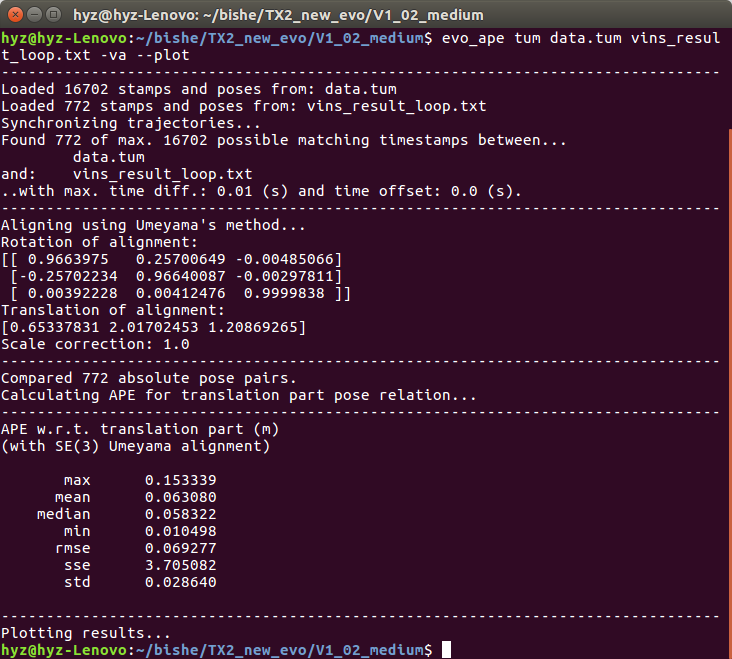 hyz@hyz-Lenovo: ~/bishe/TX2_new_evo/V1_02_medium
hyz@hyz-Lenovo:~/bishe/TX2_new_evo/V1_02_medium$ evo_ape tum data.tum vins_resul
t_loop.txt -va --plot
--------------------------------------------------------------------------------
Loaded 16702 stamps and poses from: data.tum
Loaded 772 stamps and poses from: vins_result_loop.txt
Synchronizing trajectories...
Found 772 of max. 16702 possible matching timestamps between...
        data.tum
and:    vins_result_loop.txt
..with max. time diff.: 0.01 (s) and time offset: 0.0 (s).
--------------------------------------------------------------------------------
Aligning using Umeyama's method...
Rotation of alignment:
[[ 0.9663975   0.25700649 -0.00485066]
 [-0.25702234  0.96640087 -0.00297811]
 [ 0.00392228  0.00412476  0.9999838 ]]
Translation of alignment:
[0.65337831 2.01702453 1.20869265]
Scale correction: 1.0
--------------------------------------------------------------------------------
Compared 772 absolute pose pairs.
Calculating APE for translation part pose relation...
--------------------------------------------------------------------------------
APE w.r.t. translation part (m)
(with SE(3) Umeyama alignment)
       max      0.153339
      mean      0.063080
    median      0.058322
       min      0.010498
      rmse      0.069277
       sse      3.705082
       std      0.028640
--------------------------------------------------------------------------------
Plotting results...
hyz@hyz-Lenovo:~/bishe/TX2_new_evo/V1_02_medium$